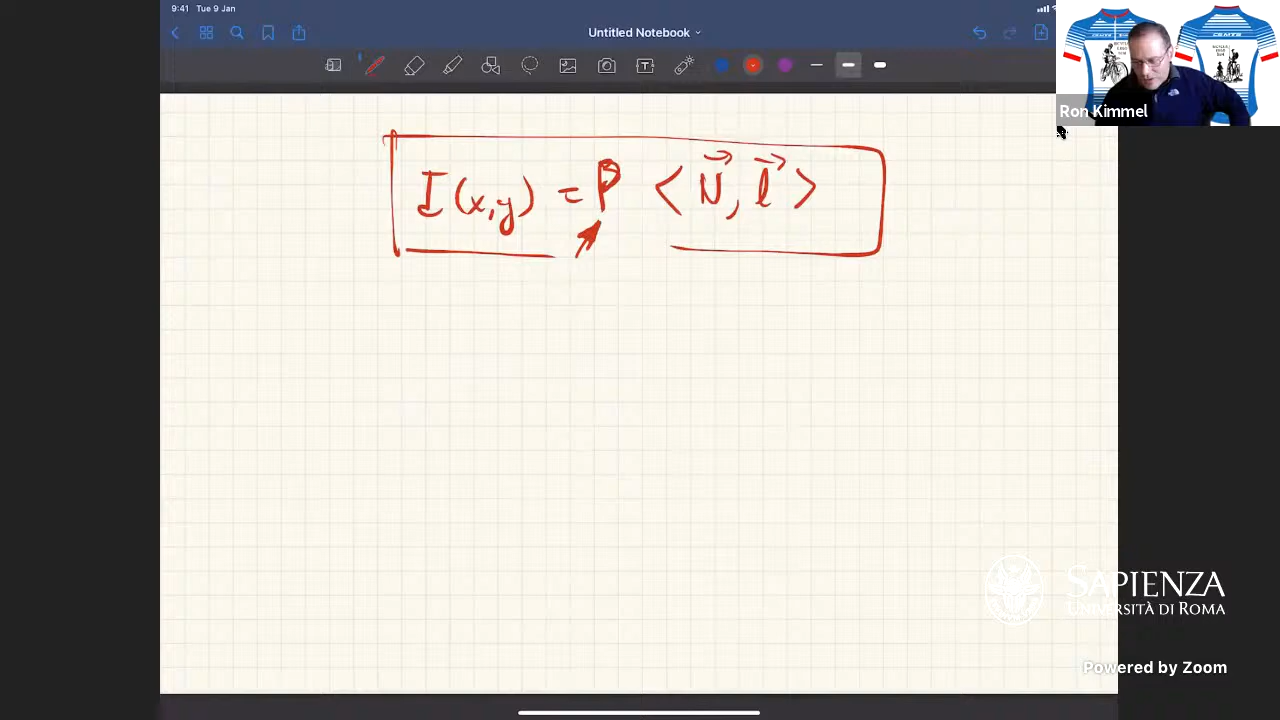 9:41 Tue 9 Jan
Untitled Notebook
T
Ron Kimmel
I(x,y) = ρ <N⃗, l⃗>
SAPIENZA
UNIVERSITÀ DI ROMA
Powered by Zoom